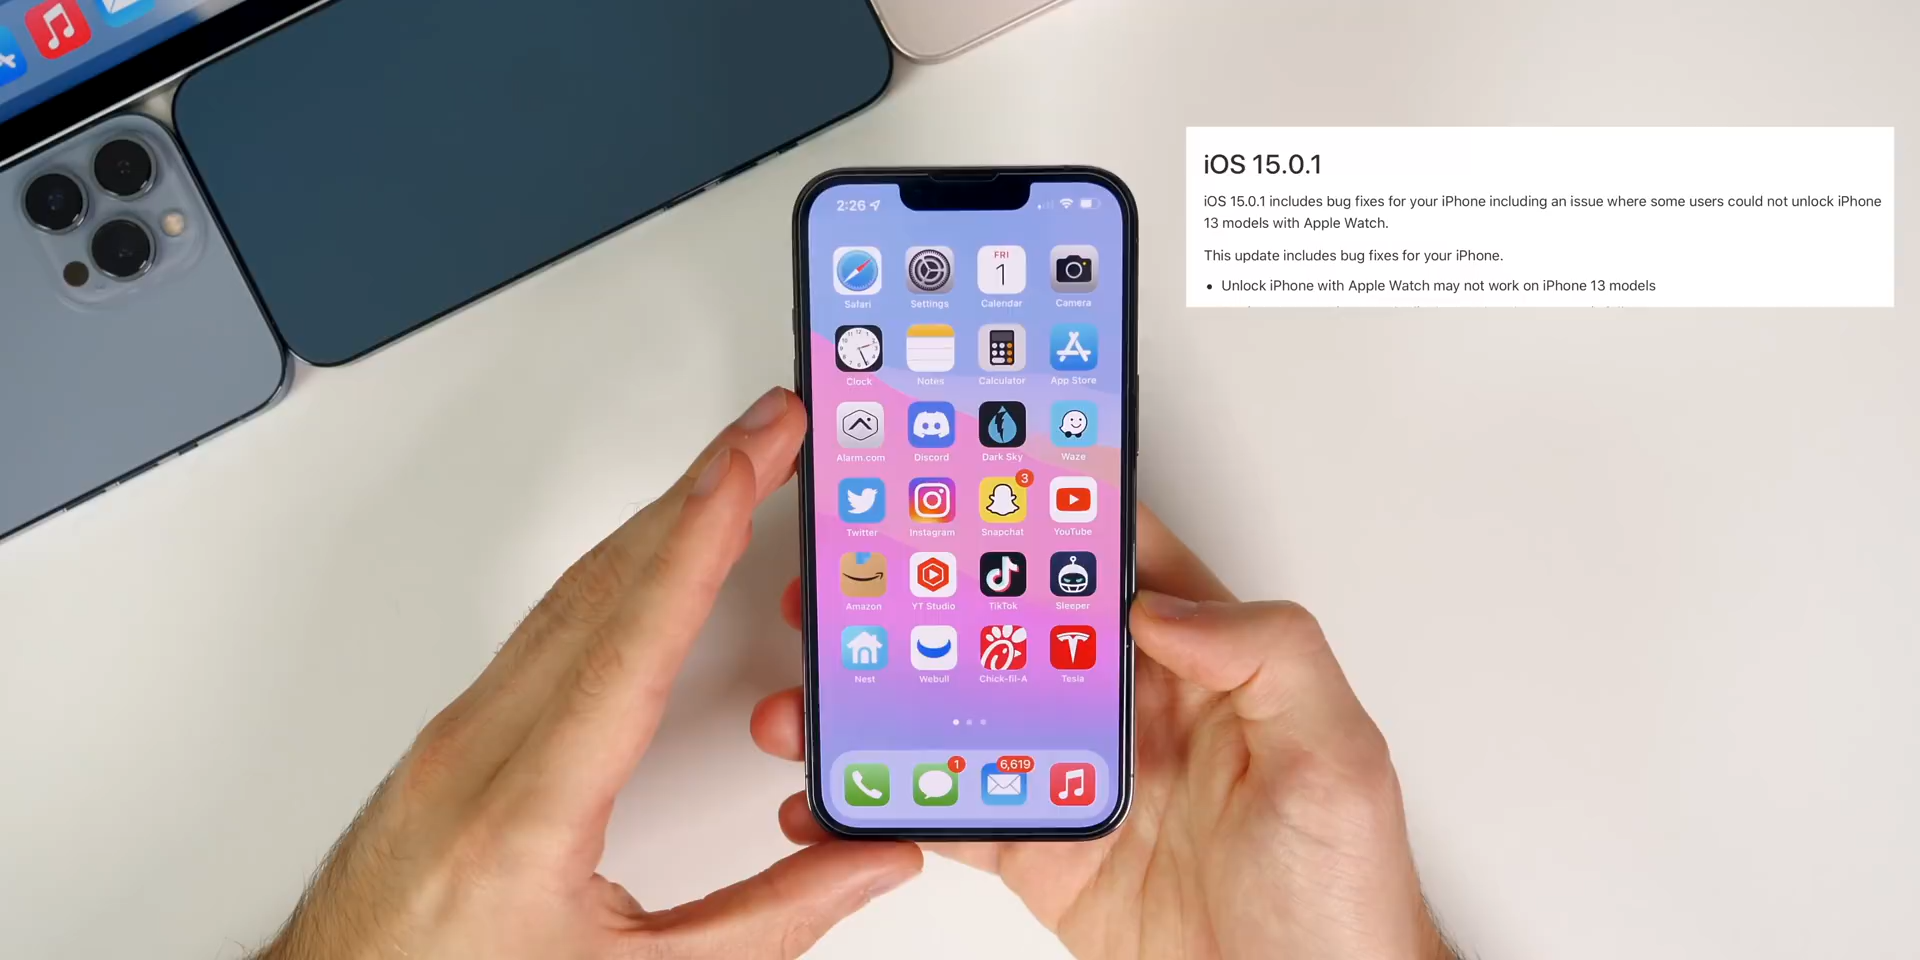 iOS 15.0.1
iOS 15.0.1 includes bug fixes for your iPhone including an issue where some users could not unlock iPhone
13 models with Apple Watch.
This update includes bug fixes for your iPhone.
• Unlock iPhone with Apple Watch may not work on iPhone 13 models
2:26
FRI
1
Safari Settings Calendar Camera
Clock Notes Calculator App Store
Alarm.com Discord Dark Sky Waze
3
Twitter Instagram Snapchat YouTube
Amazon YT Studio TikTok Sleeper
Nest Webull Chick-fil-A Tesla
1 6,619